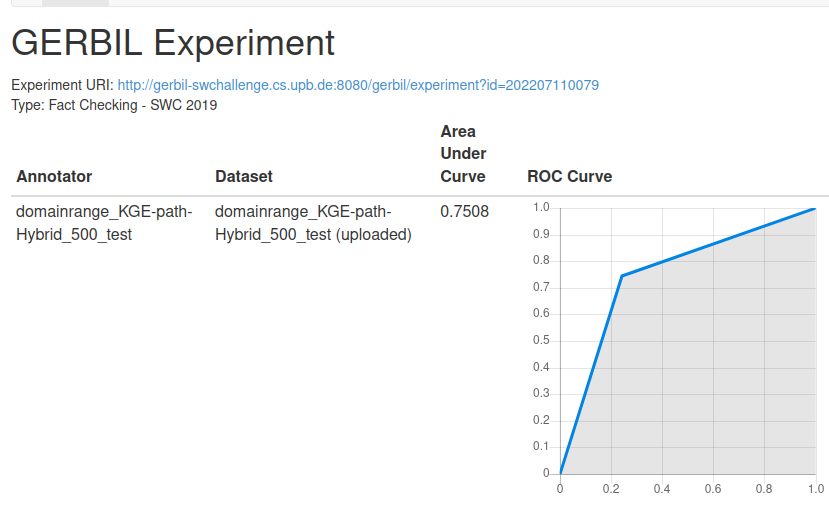 GERBIL Experiment
Experiment URI: http://gerbil-swchallenge.cs.upb.de:8080/gerbil/experiment?id=202207110079
Type: Fact Checking - SWC 2019
Area
Under
Annotator Dataset Curve ROC Curve
domainrange_KGE-path- domainrange_KGE-path- 0.7508
Hybrid_500_test Hybrid_500_test (uploaded)
1.0
0.9
0.8
0.7
0.6
0.5
0.4
0.3
0.2
0.1
0
0 0.2 0.4 0.6 0.8 1.0